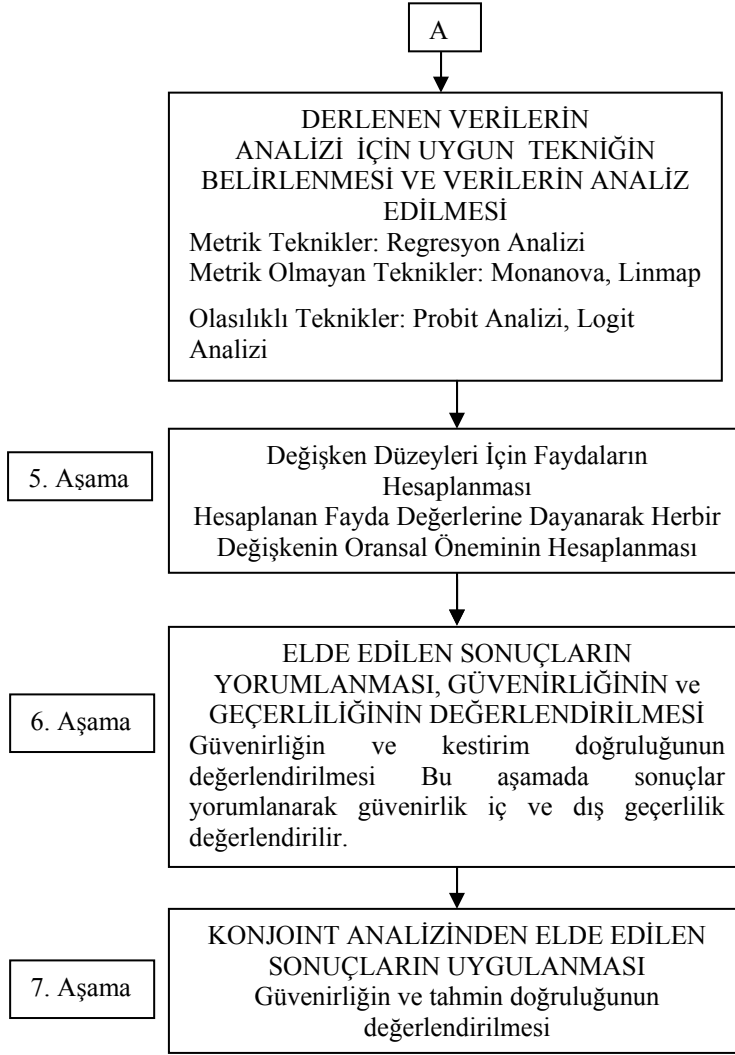 A
DERLENEN VERİLERİN
ANALİZİ İÇİN UYGUN TEKNİĞİN
BELİRLENMESİ VE VERİLERİN ANALİZ
EDİLMESİ
Metrik Teknikler: Regresyon Analizi
Metrik Olmayan Teknikler: Monanova, Linmap
Olasılıklı Teknikler: Probit Analizi, Logit
Analizi
5. Aşama
Değişken Düzeyleri İçin Faydaların
Hesaplanması
Hesaplanan Fayda Değerlerine Dayanarak Herbir
Değişkenin Oransal Öneminin Hesaplanması
6. Aşama
ELDE EDİLEN SONUÇLARIN
YORUMLANMASI, GÜVENİRLİĞİNİN ve
GEÇERLİLİĞİNİN DEĞERLENDİRİLMESİ
Güvenirliğin ve kestirim doğruluğunun
değerlendirilmesi Bu aşamada sonuçlar
yorumlanarak güvenirlik iç ve dış geçerlilik
değerlendirilir.
7. Aşama
KONJOINT ANALİZİNDEN ELDE EDİLEN
SONUÇLARIN UYGULANMASI
Güvenirliğin ve tahmin doğruluğunun
değerlendirilmesi